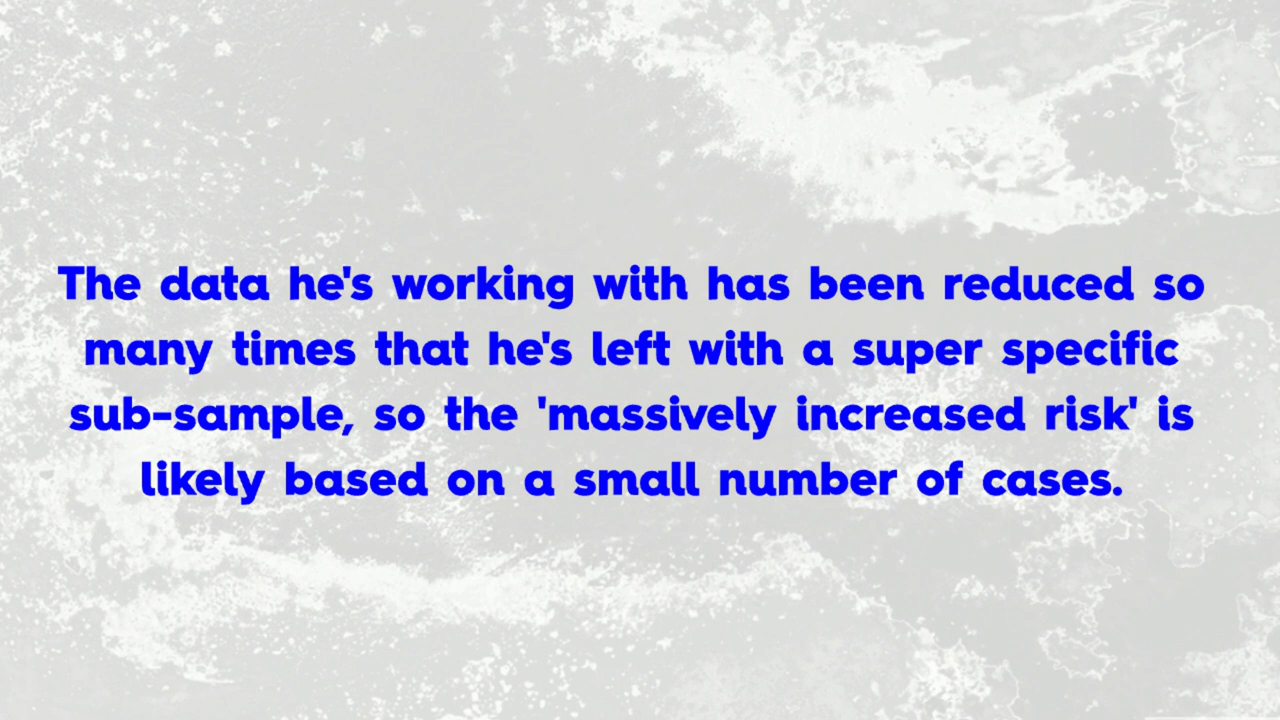 The data he's working with has been reduced so
many times that he's left with a super specific
sub-sample, so the 'massively increased risk' is
likely based on a small number of cases.